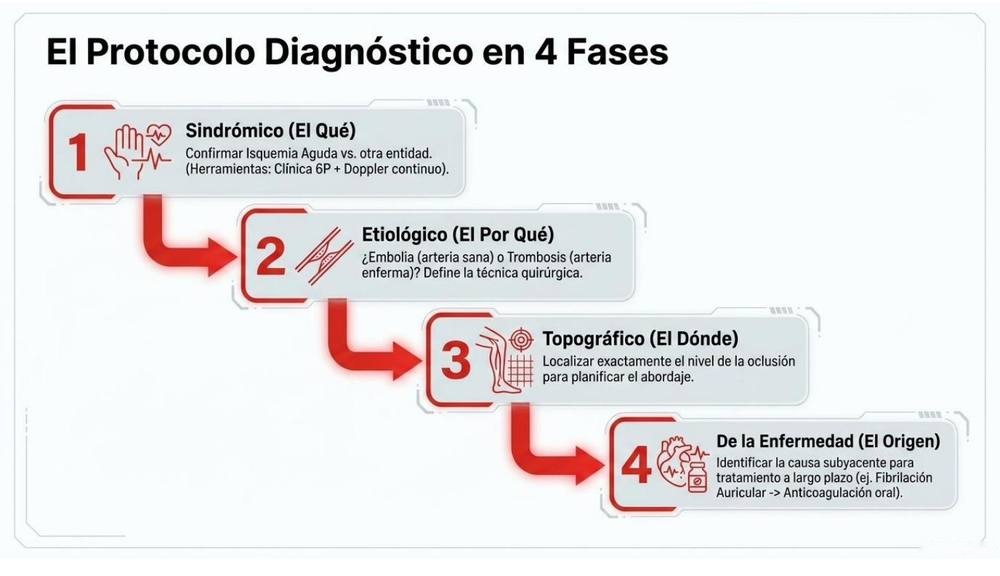 El Protocolo Diagnóstico en 4 Fases
1
Sindrómico (El Qué)
Confirmar Isquemia Aguda vs. otra entidad.
(Herramientas: Clínica 6P + Doppler continuo).
2
Etiológico (El Por Qué)
¿Embolia (arteria sana) o Trombosis (arteria
enferma)? Define la técnica quirúrgica.
3
Topográfico (El Dónde)
Localizar exactamente el nivel de la oclusión
para planificar el abordaje.
4
De la Enfermedad (El Origen)
Identificar la causa subyacente para
tratamiento a largo plazo (ej. Fibrilación
Auricular -> Anticoagulación oral).